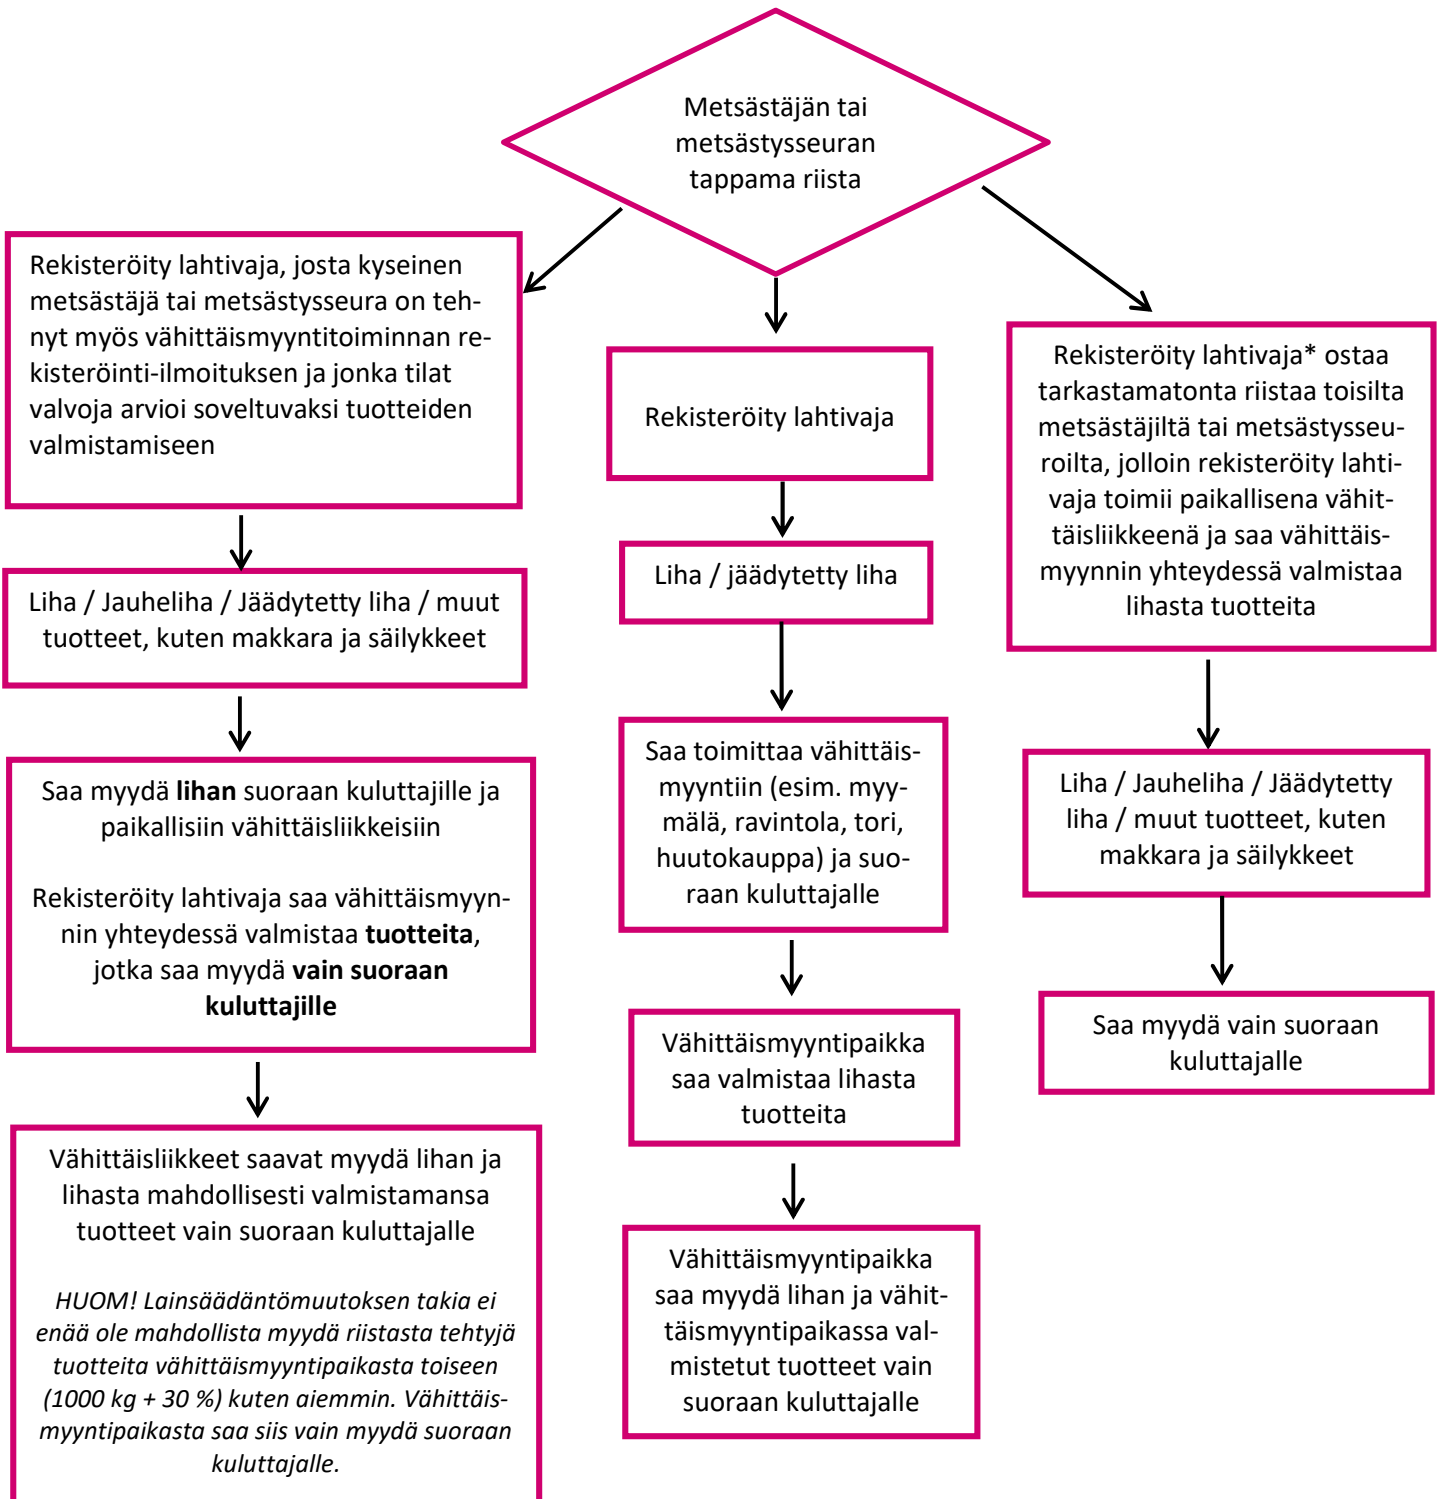 Metsästäjän tai
metsästysseuran
tappama riista
Rekisteröity lahtivaja, josta kyseinen
metsästäjä tai metsästysseura on teh-
nyt myös vähittäismyyntitoiminnan re-
kisteröinti-ilmoituksen ja jonka tilat
valvoja arvioi soveltuvaksi tuotteiden
valmistamiseen
Liha / Jauheliha / Jäädytetty liha / muut
tuotteet, kuten makkara ja säilykkeet
Saa myydä lihan suoraan kuluttajille ja
paikallisiin vähittäisliikkeisiin
Rekisteröity lahtivaja saa vähittäismyyn-
nin yhteydessä valmistaa tuotteita,
jotka saa myydä vain suoraan
kuluttajille
Vähittäisliikkeet saavat myydä lihan ja
lihasta mahdollisesti valmistamansa
tuotteet vain suoraan kuluttajalle
HUOM! Lainsäädäntömuutoksen takia ei
enää ole mahdollista myydä riistasta tehtyjä
tuotteita vähittäismyyntipaikasta toiseen
(1000 kg + 30 %) kuten aiemmin. Vähittäis-
myyntipaikasta saa siis vain myydä suoraan
kuluttajalle.
Rekisteröity lahtivaja
Liha / jäädytetty liha
Saa toimittaa vähittäis-
myyntiin (esim. myy-
mälä, ravintola, tori,
huutokauppa) ja suo-
raan kuluttajalle
Vähittäismyyntipaikka
saa valmistaa lihasta
tuotteita
Vähittäismyyntipaikka
saa myydä lihan ja vähit-
täismyyntipaikassa val-
mistetut tuotteet vain
suoraan kuluttajalle
Rekisteröity lahtivaja* ostaa
tarkastamatonta riistaa toisilta
metsästäjiltä tai metsästysseu-
roilta, jolloin rekisteröity lahti-
vaja toimii paikallisena vähit-
täisliikkeenä ja saa vähittäis-
myynnin yhteydessä valmistaa
lihasta tuotteita
Liha / Jauheliha / Jäädytetty
liha / muut tuotteet, kuten
makkara ja säilykkeet
Saa myydä vain suoraan
kuluttajalle